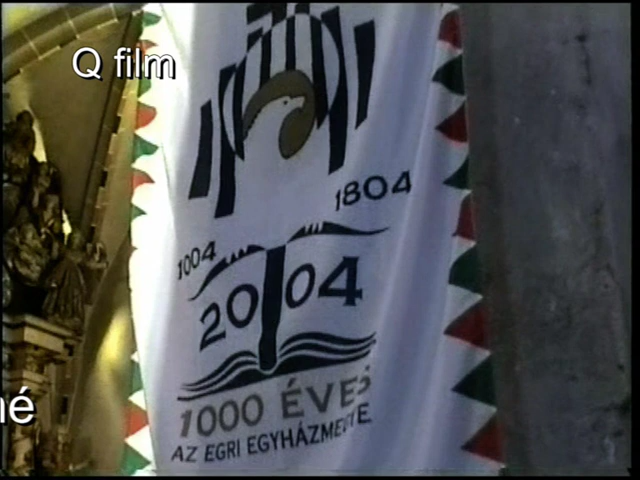 Q film
1804
1004
2004
né
1000 ÉVES
AZ EGRI EGYHÁZMEGYE